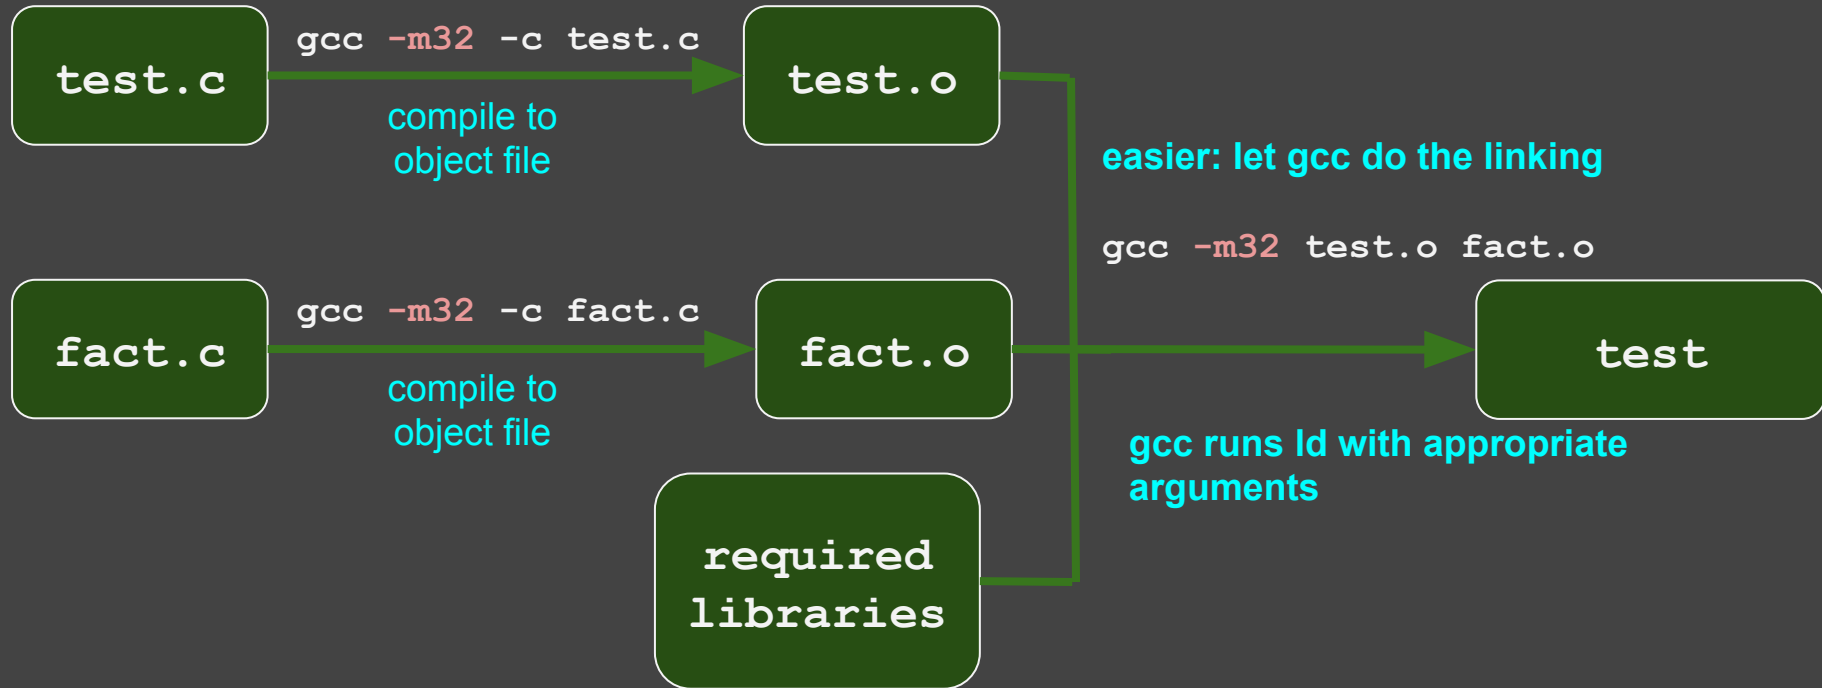 test.c
gcc -m32 -c test.c
compile to
object file
test.o
easier: let gcc do the linking
gcc -m32 test.o fact.o
fact.c
gcc -m32 -c fact.c
compile to
object file
fact.o
test
gcc runs ld with appropriate
arguments
required
libraries